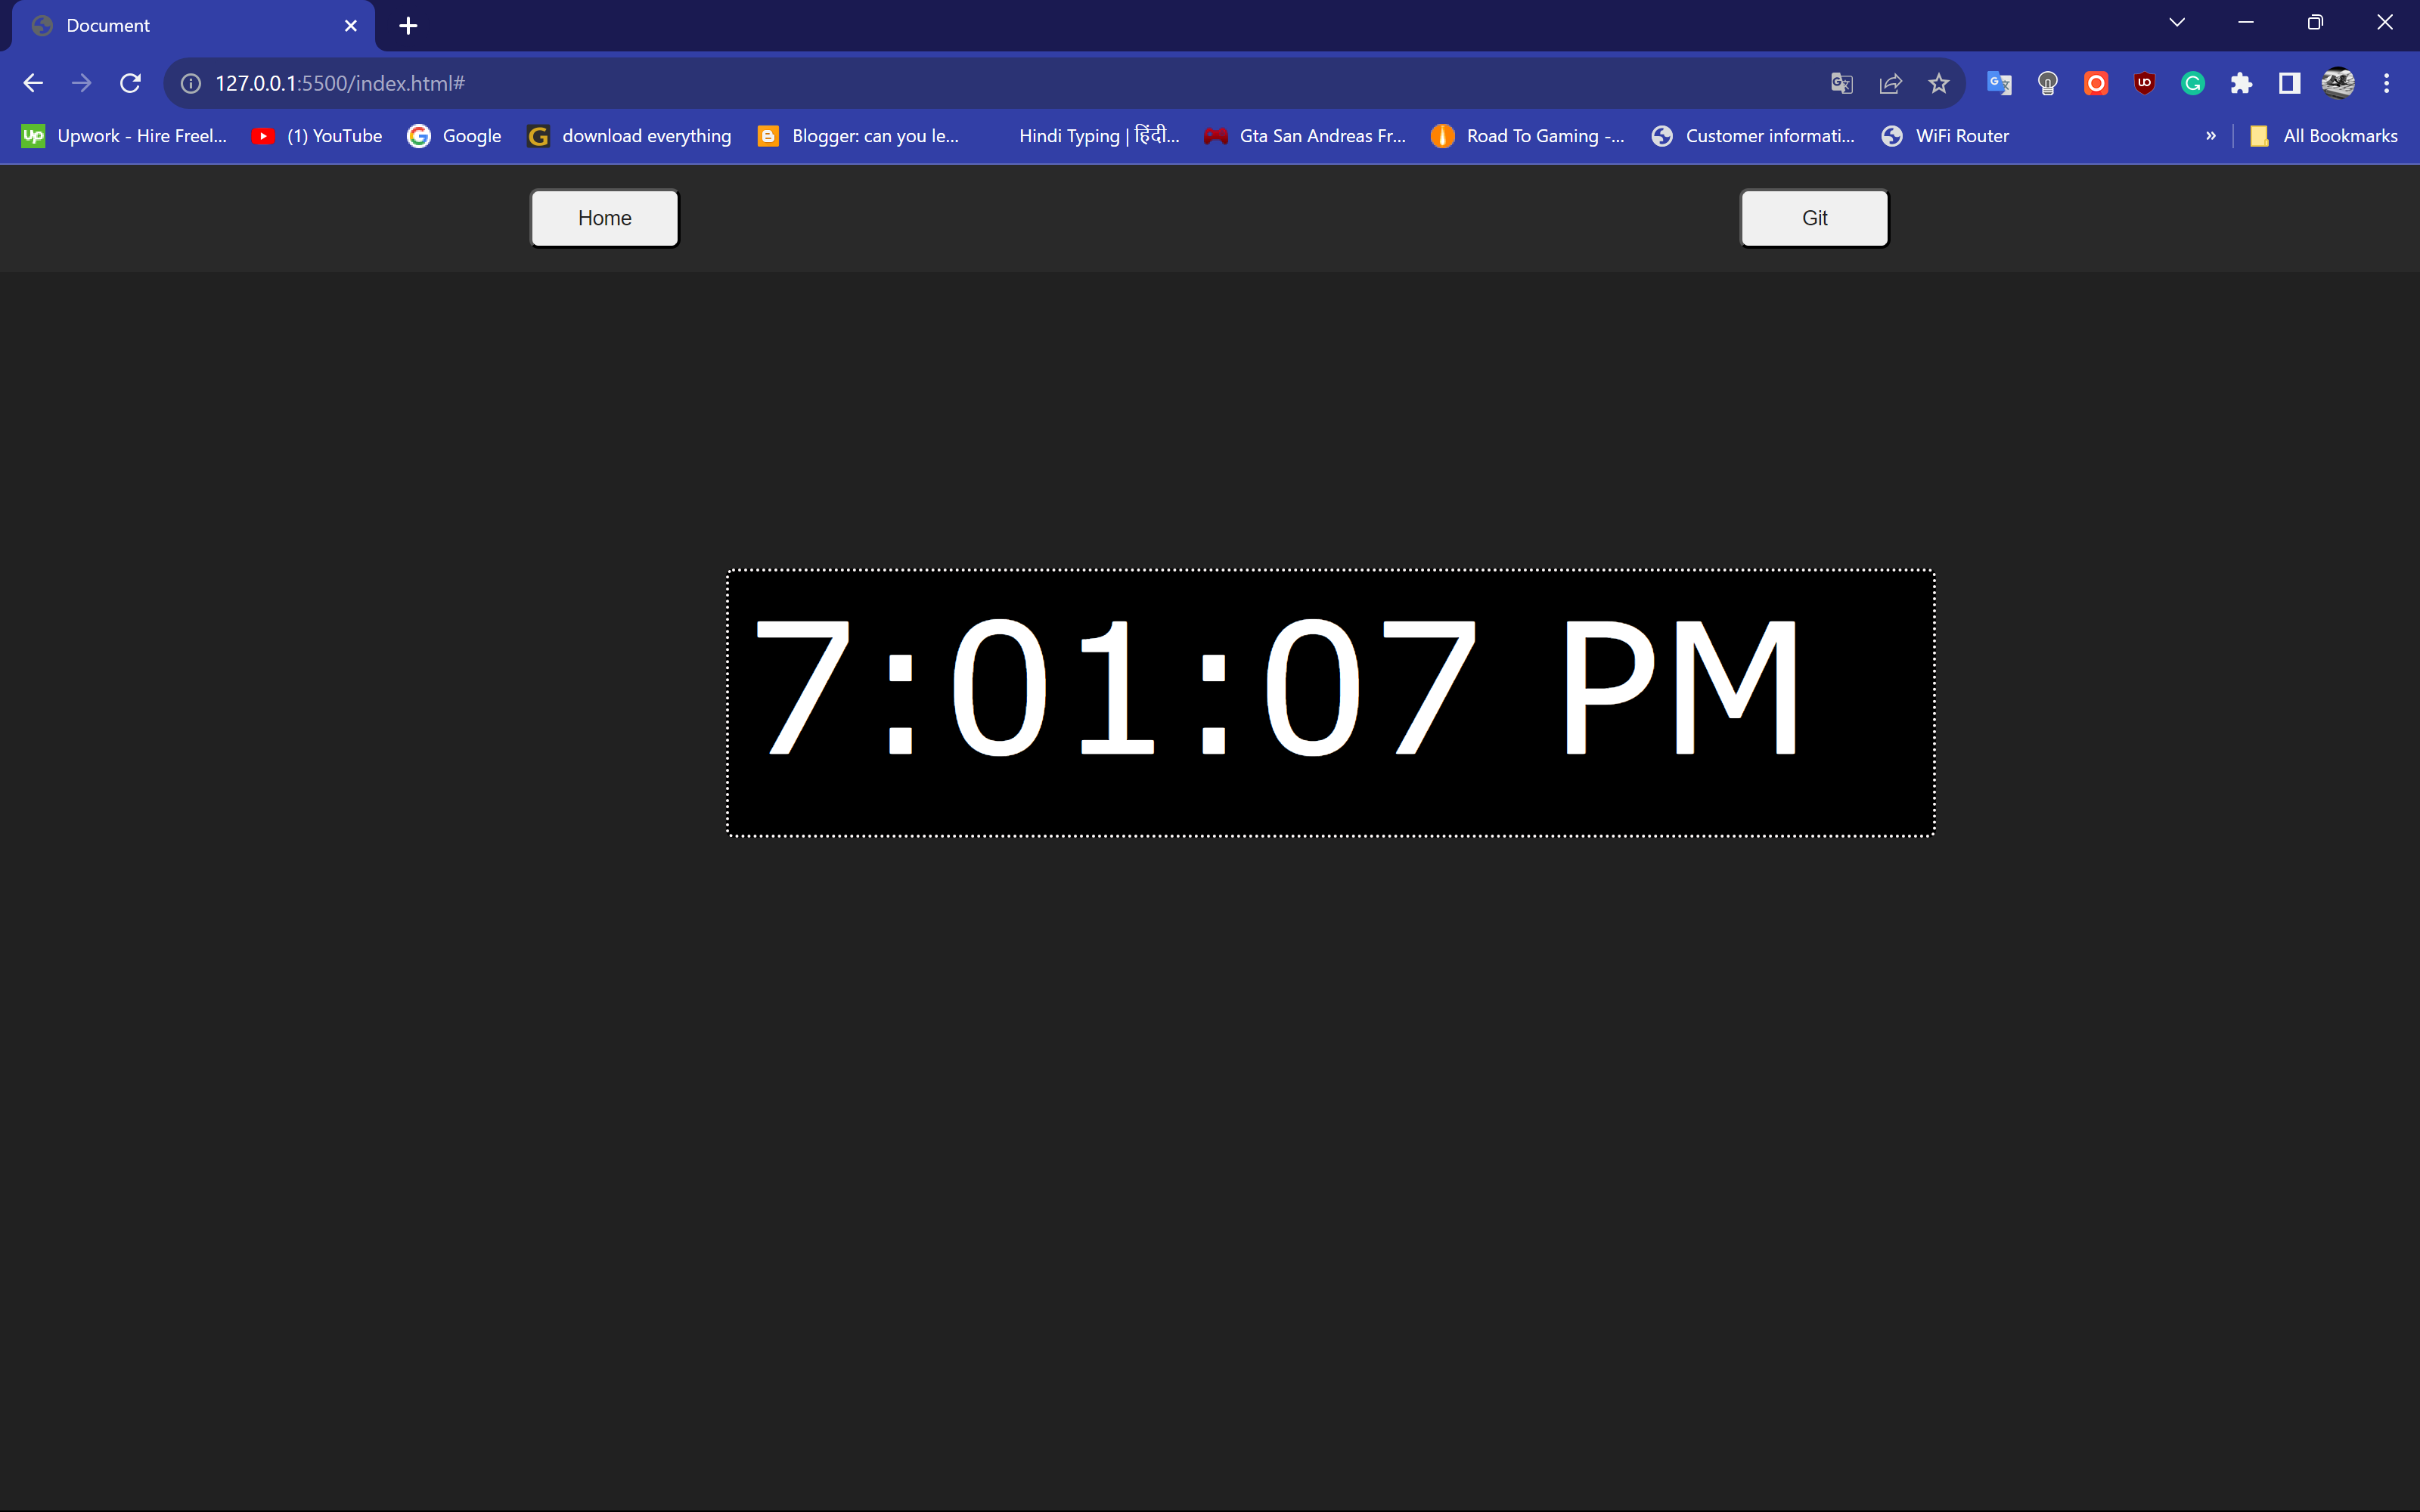 Document
127.0.0.1:5500/index.html#
Up Upwork - Hire Freel... (1) YouTube Google G download everything Blogger: can you le... Hindi Typing | हिंदी... Gta San Andreas Fr... Road To Gaming -... Customer informati... WiFi Router » All Bookmarks
Home Git
7:01:07 PM